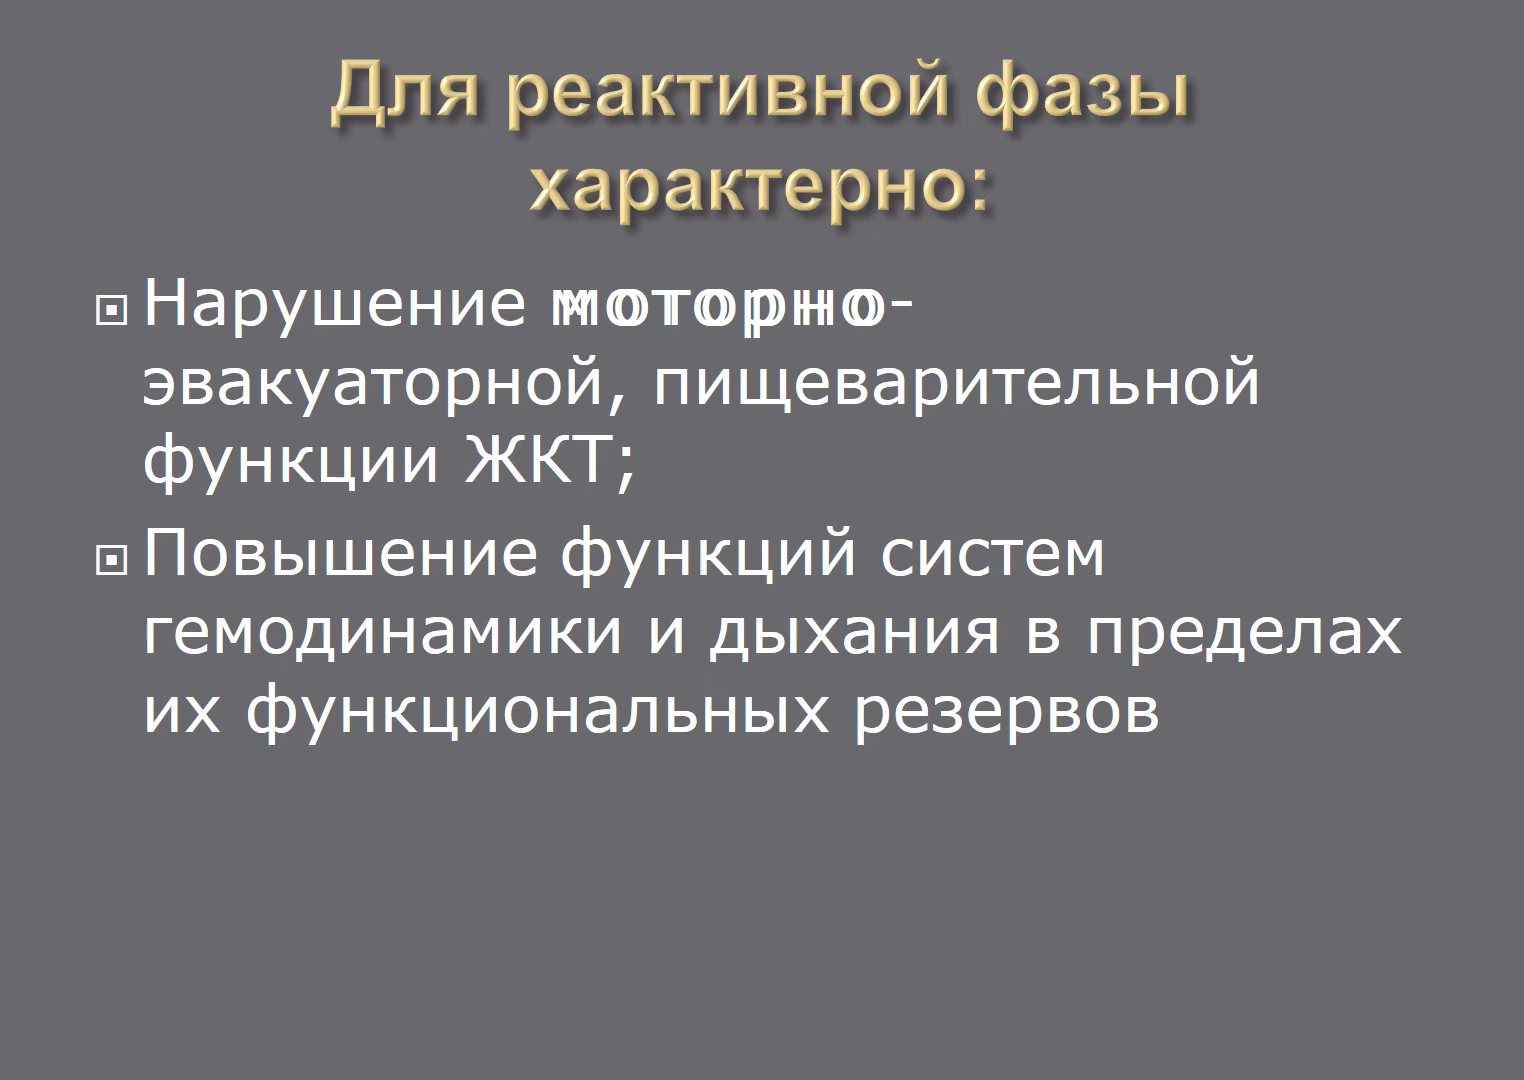 Для реактивной фазы
характерно:
Нарушение моторно-
эвакуаторной, пищеварительной
функции ЖКТ;
Повышение функций систем
гемодинамики и дыхания в пределах
их функциональных резервов